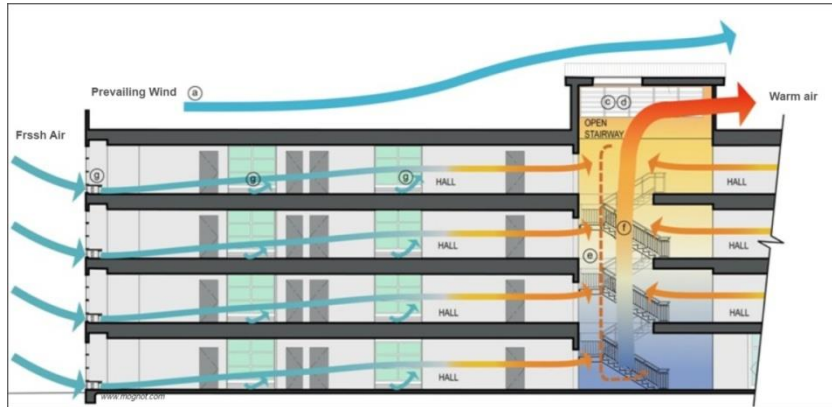 Prevailing Wind a
Frssh Air
c d
Warm air
OPEN
STAIRWAY
g g g
HALL HALL
f
HALL HALL
e
HALL HALL
HALL
www.mognot.com